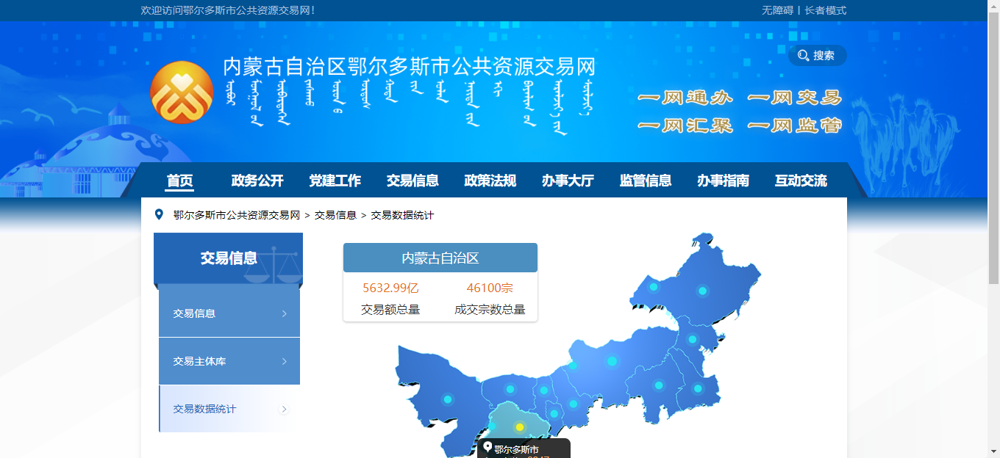 欢迎访问鄂尔多斯市公共资源交易网！
无障碍 | 长者模式
搜索
内蒙古自治区鄂尔多斯市公共资源交易网
一网通办 一网交易
一网汇聚 一网监管
首页 政务公开 党建工作 交易信息 政策法规 办事大厅 监管信息 办事指南 互动交流
鄂尔多斯市公共资源交易网 > 交易信息 > 交易数据统计
交易信息
交易信息
交易主体库
交易数据统计
内蒙古自治区
5632.99亿 46100宗
交易额总量 成交宗数总量
鄂尔多斯市